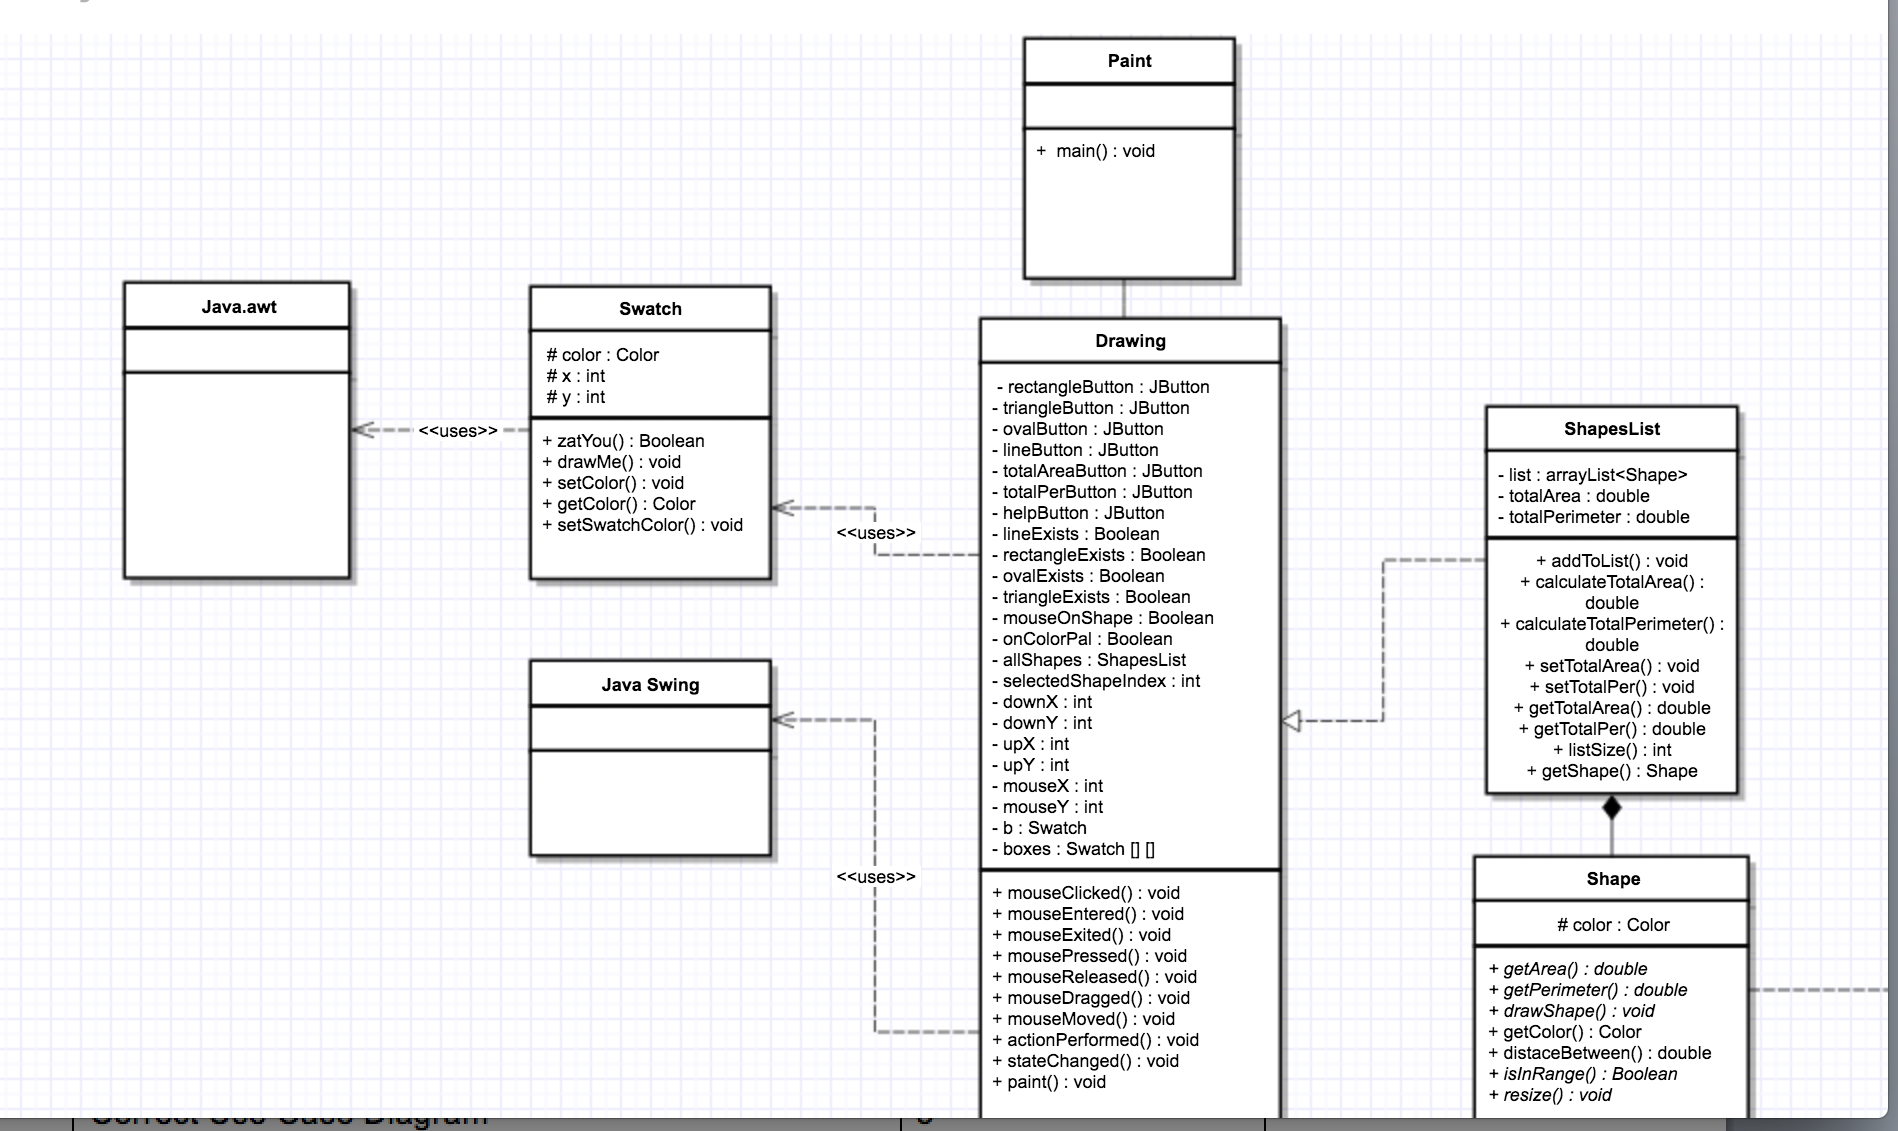 Paint
+ main() : void
Java.awt
<<uses>>
Swatch
# color : Color
# x : int
# y : int
+ zatYou() : Boolean
+ drawMe() : void
+ setColor() : void
+ getColor() : Color
+ setSwatchColor() : void
<<uses>>
Java Swing
<<uses>>
Drawing
- rectangleButton : JButton
- triangleButton : JButton
- ovalButton : JButton
- lineButton : JButton
- totalAreaButton : JButton
- totalPerButton : JButton
- helpButton : JButton
- lineExists : Boolean
- rectangleExists : Boolean
- ovalExists : Boolean
- triangleExists : Boolean
- mouseOnShape : Boolean
- onColorPal : Boolean
- allShapes : ShapesList
- selectedShapeIndex : int
- downX : int
- downY : int
- upX : int
- upY : int
- mouseX : int
- mouseY : int
- b : Swatch
- boxes : Swatch [] []
+ mouseClicked() : void
+ mouseEntered() : void
+ mouseExited() : void
+ mousePressed() : void
+ mouseReleased() : void
+ mouseDragged() : void
+ mouseMoved() : void
+ actionPerformed() : void
+ stateChanged() : void
+ paint() : void
ShapesList
- list : arrayList<Shape>
- totalArea : double
- totalPerimeter : double
+ addToList() : void
+ calculateTotalArea() :
double
+ calculateTotalPerimeter() :
double
+ setTotalArea() : void
+ setTotalPer() : void
+ getTotalArea() : double
+ getTotalPer() : double
+ listSize() : int
+ getShape() : Shape
Shape
# color : Color
+ getArea() : double
+ getPerimeter() : double
+ drawShape() : void
+ getColor() : Color
+ distaceBetween() : double
+ isInRange() : Boolean
+ resize() : void
Correct Use Case Diagram